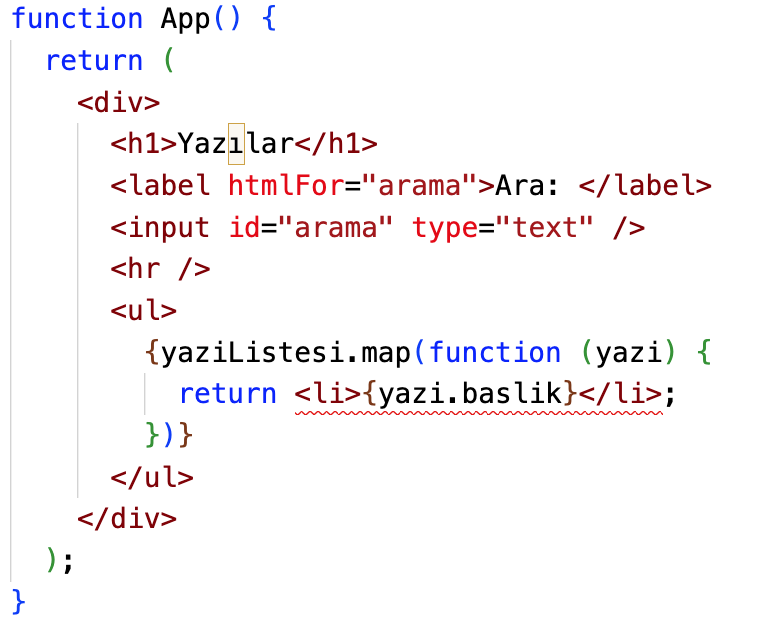 function App() {
  return (
    <div>
      <h1>Yazılar</h1>
      <label htmlFor="arama">Ara: </label>
      <input id="arama" type="text" />
      <hr />
      <ul>
        {yaziListesi.map(function (yazi) {
          return <li>{yazi.baslik}</li>;
        })}
      </ul>
    </div>
  );
}